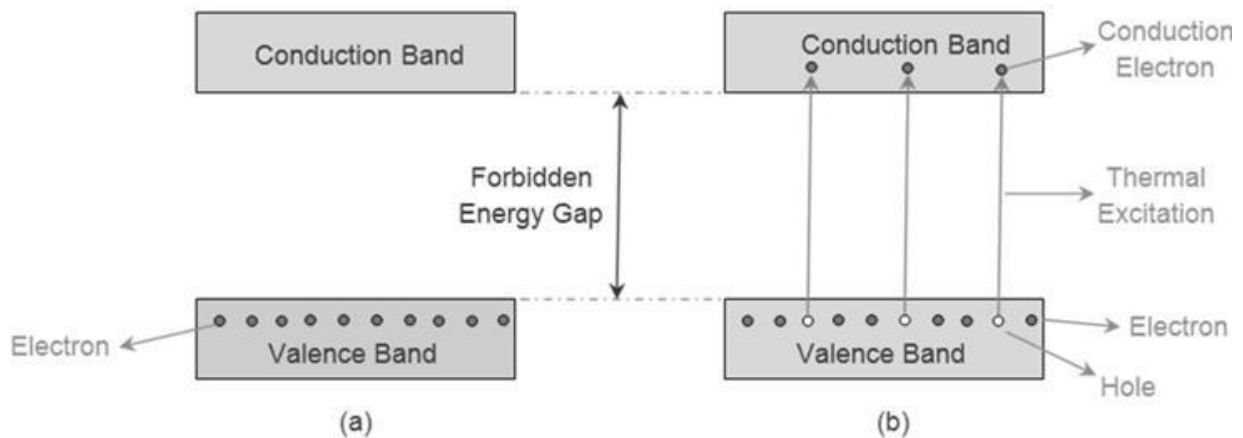 Conduction Band
Conduction Band
Conduction
Electron
Forbidden
Energy Gap
Thermal
Excitation
Electron
Valence Band
Valence Band
Electron
Hole
(a)
(b)